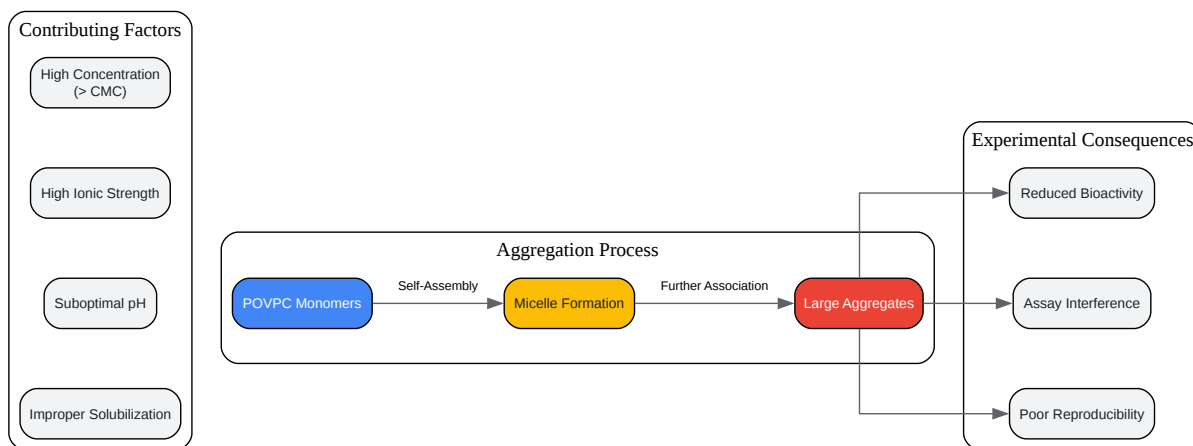 Contributing Factors
High Concentration
(> CMC)
High Ionic Strength
Suboptimal pH
Improper Solubilization
Aggregation Process
POVPC Monomers
Self-Assembly
Micelle Formation
Further Association
Large Aggregates
Experimental Consequences
Reduced Bioactivity
Assay Interference
Poor Reproducibility